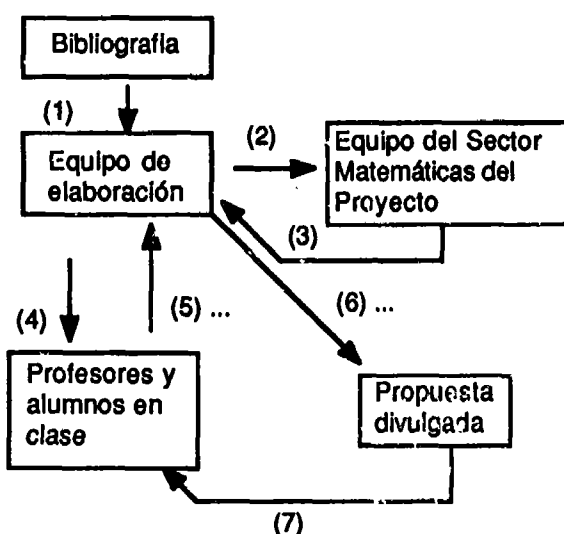 Bibliografía
(1)
Equipo de
elaboración
(2)
Equipo del Sector
Matemáticas del
Proyecto
(3)
(4)
(5) ...
(6) ...
Profesores y
alumnos en
clase
Propuesta
divulgada
(7)